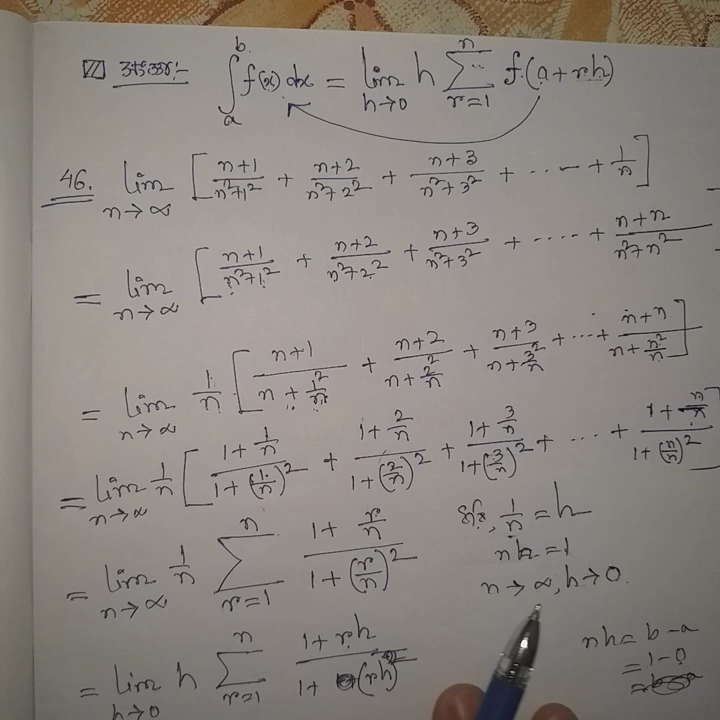 ∫_a^b f(x) dx = lim_{h→0} h Σ_{r=1}^{n} f(a+rh)
46. lim_{n→∞} [ (n+1)/(n²+1²) + (n+2)/(n²+2²) + (n+3)/(n²+3²) + ... + 1/n ]
= lim_{n→∞} [ (n+1)/(n²+1²) + (n+2)/(n²+2²) + (n+3)/(n²+3²) + ... + (n+n)/(n²+n²)
= lim_{n→∞} 1/n [ (n+1)/(n+1²/n) + (n+2)/(n+2²/n) + (n+3)/(n+3²/n) + ... + (n+n)/(n+n²/n) ]
= lim_{n→∞} 1/n [ (1+1/n)/(1+(1/n)²) + (1+2/n)/(1+(2/n)²) + (1+3/n)/(1+(3/n)²) + ... + (1+n/n)/(1+(n/n)²) ]
= lim_{n→∞} 1/n Σ_{r=1}^{n} (1+r/n)/(1+(r/n)²)
ধরি, 1/n = h
nh = 1
n→∞, h→0.
= lim_{h→0} h Σ_{r=1}^{n} (1+rh)/(1+(rh)²)
nh = b-a
= 1-0